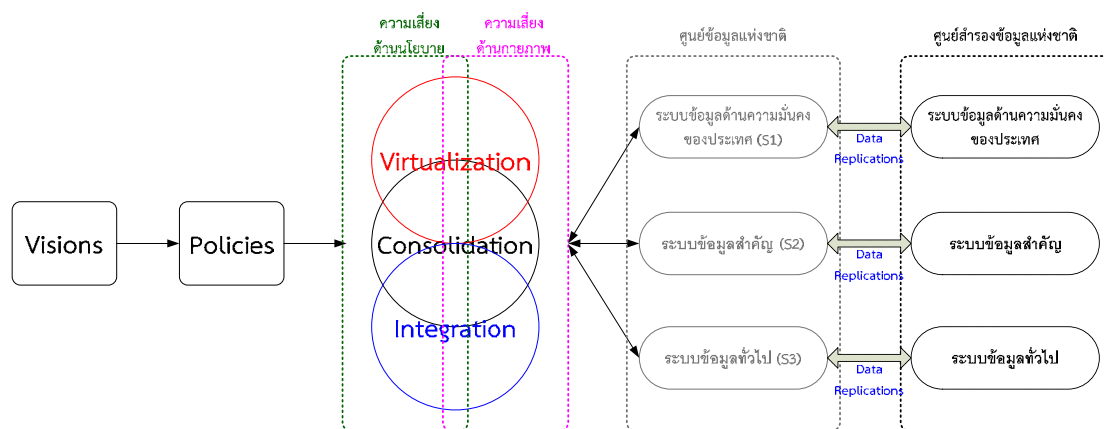 ความเสี่ยง
ด้านนโยบาย
ความเสี่ยง
ด้านกายภาพ
ศูนย์ข้อมูลแห่งชาติ
ศูนย์สำรองข้อมูลแห่งชาติ
Visions
Policies
Virtualization
Consolidation
Integration
ระบบข้อมูลด้านความมั่นคง
ของประเทศ (S1)
Data
Replications
ระบบข้อมูลด้านความมั่นคง
ของประเทศ
ระบบข้อมูลสำคัญ (S2)
Data
Replications
ระบบข้อมูลสำคัญ
ระบบข้อมูลทั่วไป (S3)
Data
Replications
ระบบข้อมูลทั่วไป